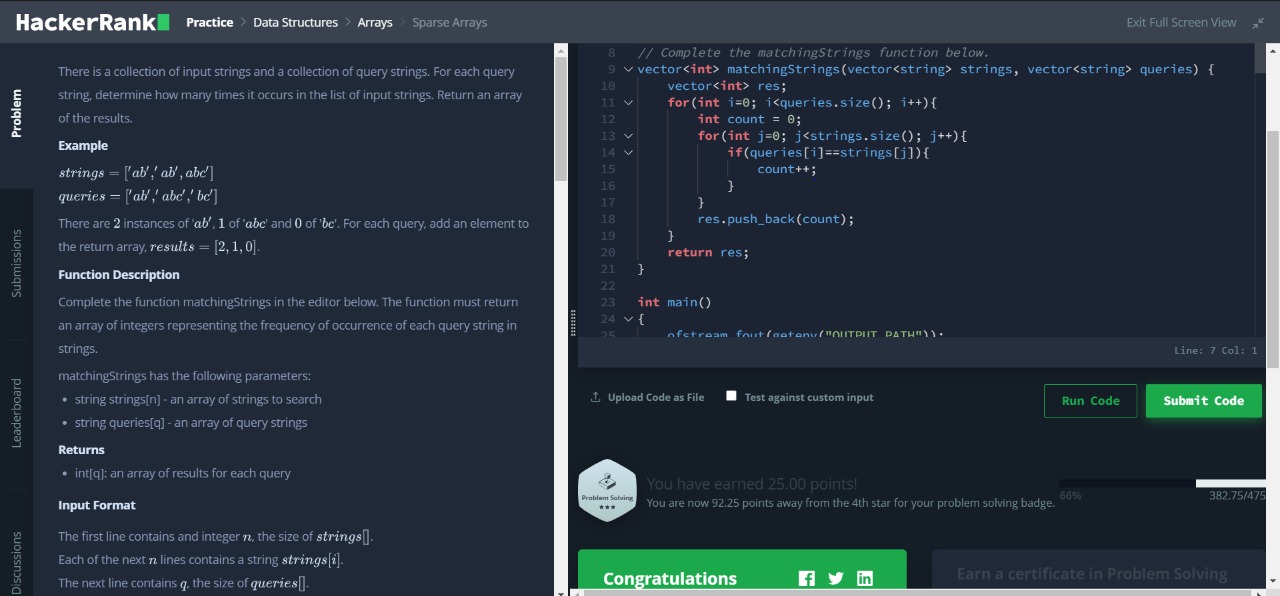 HackerRank Practice Data Structures Arrays Sparse Arrays Exit Full Screen View
Problem
Submissions
Leaderboard
Discussions
There is a collection of input strings and a collection of query strings. For each query
string, determine how many times it occurs in the list of input strings. Return an array
of the results.
Example
strings = ['ab',' ab', abc']
queries = ['ab',' abc',' bc']
There are 2 instances of 'ab', 1 of 'abc' and 0 of 'bc'. For each query, add an element to
the return array, results = [2, 1, 0].
Function Description
Complete the function matchingStrings in the editor below. The function must return
an array of integers representing the frequency of occurrence of each query string in
strings.
matchingStrings has the following parameters:
• string strings[n] - an array of strings to search
• string queries[q] - an array of query strings
Returns
• int[q]: an array of results for each query
Input Format
The first line contains and integer n, the size of strings[].
Each of the next n lines contains a string strings[i].
The next line contains q, the size of queries[].
8 // Complete the matchingStrings function below.
9 vector<int> matchingStrings(vector<string> strings, vector<string> queries) {
10 vector<int> res;
11 for(int i=0; i<queries.size(); i++){
12 int count = 0;
13 for(int j=0; j<strings.size(); j++){
14 if(queries[i]==strings[j]){
15 count++;
16 }
17 }
18 res.push_back(count);
19 }
20 return res;
21 }
22
23 int main()
24 {
25 ofstream fout(getenv("OUTPUT_PATH"));
Line: 7 Col: 1
Upload Code as File Test against custom input Run Code Submit Code
Problem Solving
You have earned 25.00 points!
You are now 92.25 points away from the 4th star for your problem solving badge.
66% 382.75/475
Congratulations
Earn a certificate in Problem Solving